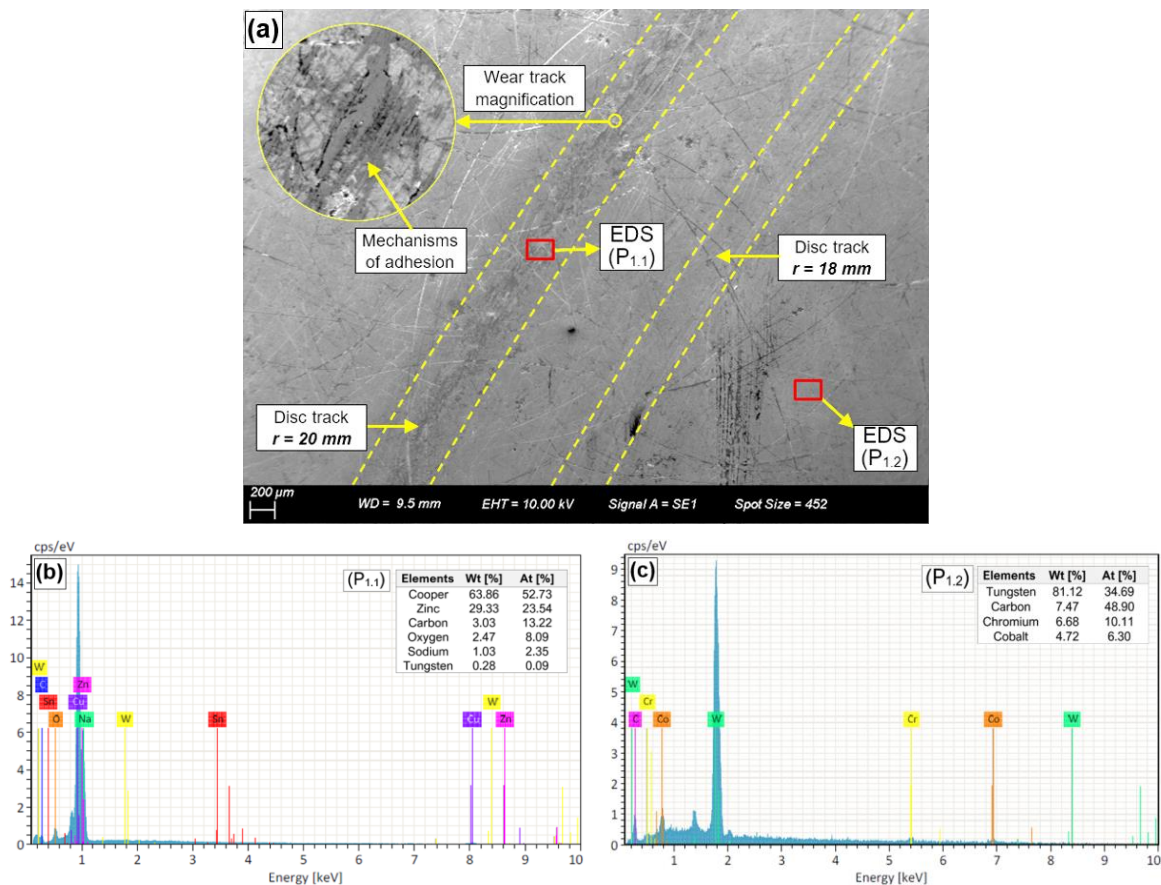 (a)
Wear track
magnification
Mechanisms
of adhesion
EDS
(P1.1)
Disc track
r = 18 mm
Disc track
r = 20 mm
EDS
(P1.2)
200 µm
WD = 9.5 mm EHT = 10.00 kV Signal A = SE1 Spot Size = 452
cps/eV
(b)
(P1.1)
Elements Wt [%] At [%]
Cooper 63.86 52.73
Zinc 29.33 23.54
Carbon 3.03 13.22
Oxygen 2.47 8.09
Sodium 1.03 2.35
Tungsten 0.28 0.09
14
12
10
8
6
4
2
0
W
C
Sn
O
Zn
Cu
Na
W
Sn
Cu
W
Zn
1 2 3 4 5 6 7 8 9 10
Energy [keV]
cps/eV
(c)
(P1.2)
Elements Wt [%] At [%]
Tungsten 81.12 34.69
Carbon 7.47 48.90
Chromium 6.68 10.11
Cobalt 4.72 6.30
9
8
7
6
5
4
3
2
1
0
W
Cr
C
Co
W
Cr
Co
W
1 2 3 4 5 6 7 8 9 10
Energy [keV]